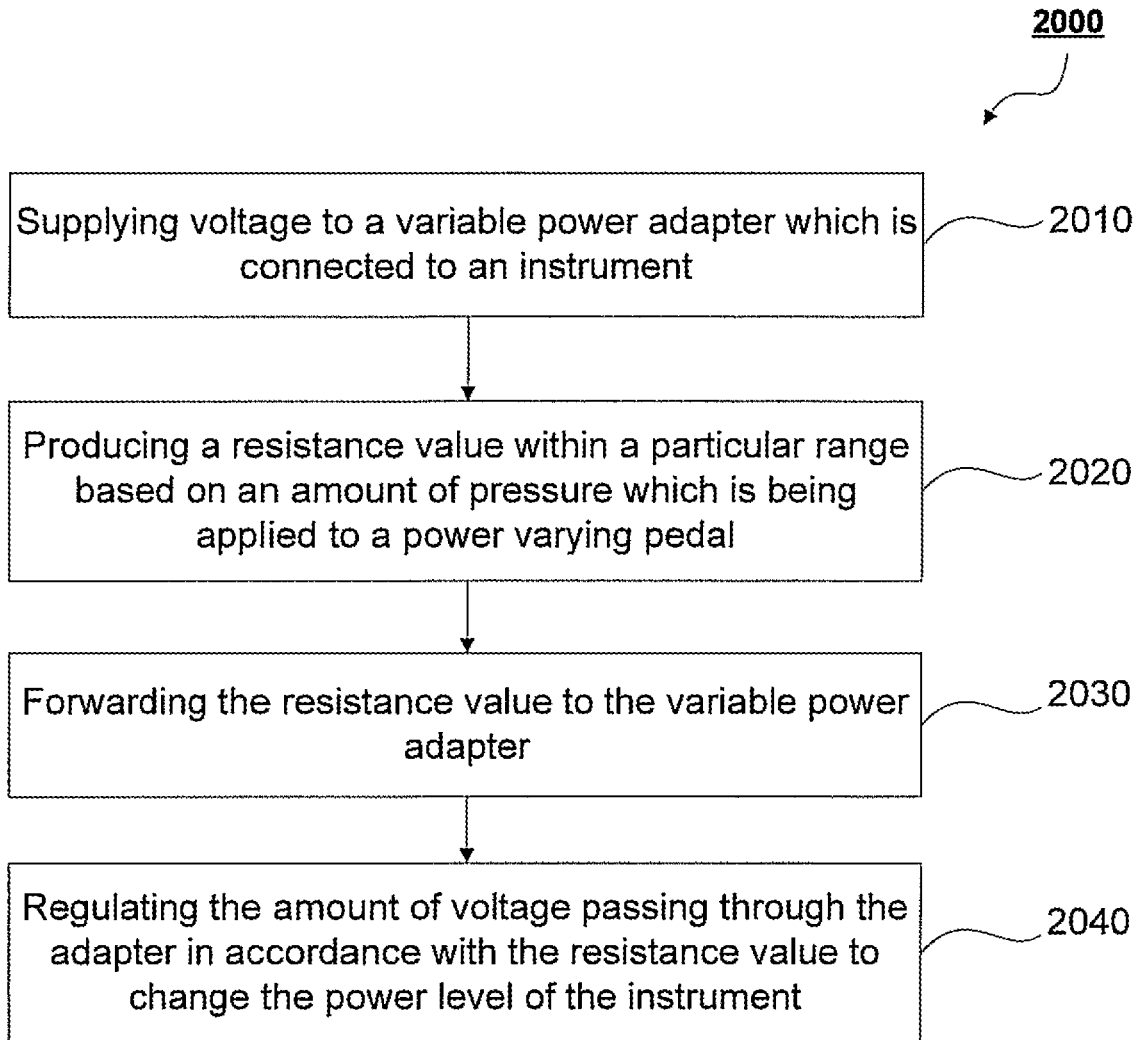 2000
Supplying voltage to a variable power adapter which is
connected to an instrument
2010
Producing a resistance value within a particular range
based on an amount of pressure which is being
applied to a power varying pedal
2020
Forwarding the resistance value to the variable power
adapter
2030
Regulating the amount of voltage passing through the
adapter in accordance with the resistance value to
change the power level of the instrument
2040